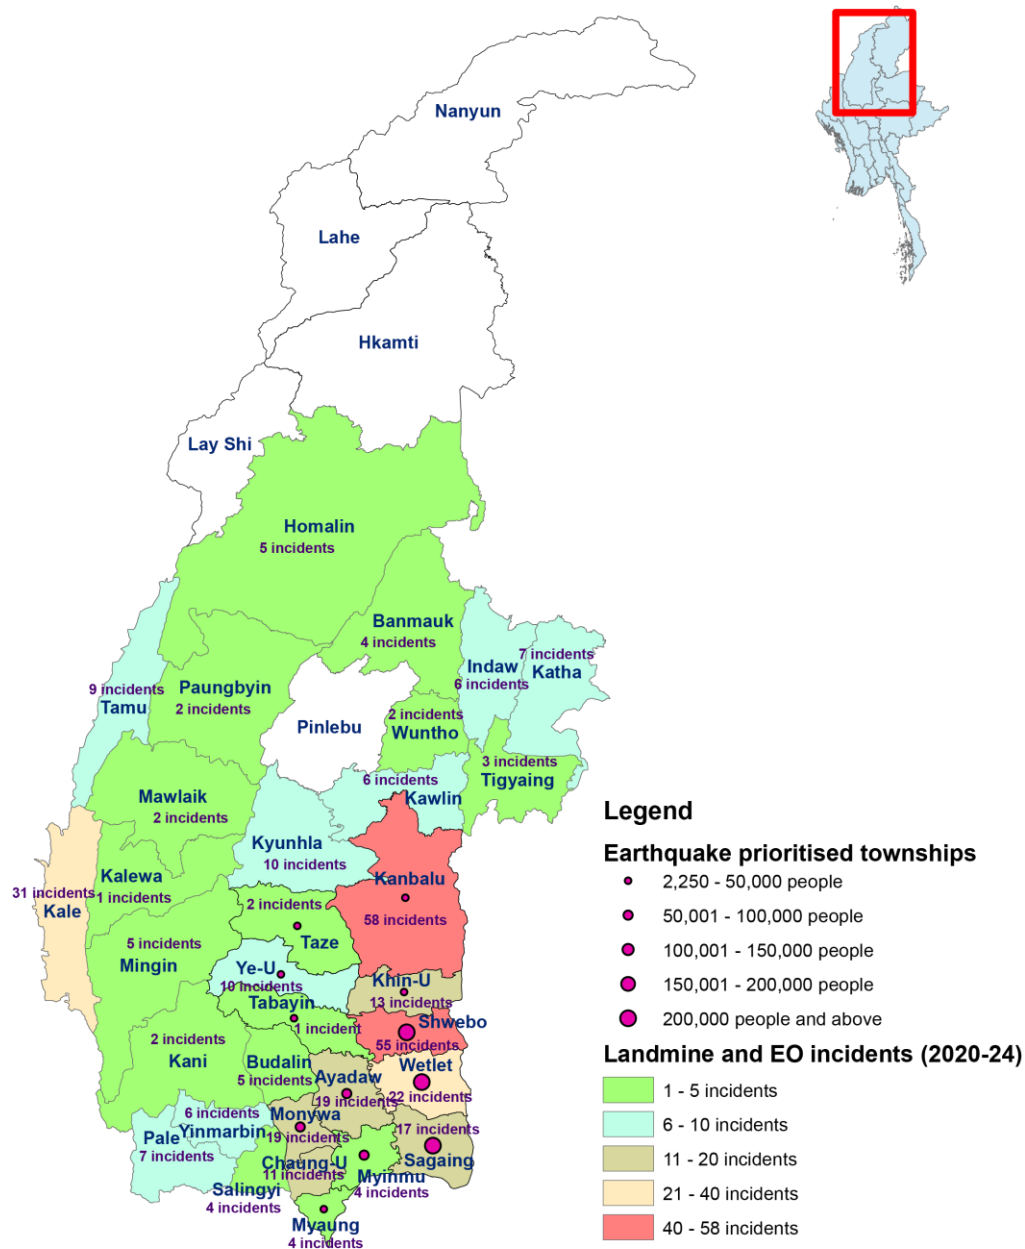 Nanyun
Lahe
Hkamti
Lay Shi
Homalin
5 incidents
Banmauk
4 incidents
Indaw
6 incidents
7 incidents
Katha
9 incidents
Tamu
Paungbyin
2 incidents
Pinlebu
2 incidents
Wuntho
3 incidents
Tigyaing
6 incidents
Kawlin
Mawlaik
2 incidents
Kyunhla
10 incidents
Kanbalu
58 incidents
31 incidents
Kale
Kalewa
1 incidents
2 incidents
Taze
5 incidents
Mingin
Ye-U
10 incidents
Khin-U
13 incidents
Tabayin
1 incident
Shwebo
55 incidents
2 incidents
Kani
Budalin
5 incidents
Ayadaw
19 incidents
Wetlet
22 incidents
6 incidents
Yinmarbin
Pale
7 incidents
Monywa
19 incidents
17 incidents
Sagaing
Chaung-U
11 incidents
Myinmu
4 incidents
Salingyi
4 incidents
Myaung
4 incidents
Legend
Earthquake prioritised townships
2,250 - 50,000 people
50,001 - 100,000 people
100,001 - 150,000 people
150,001 - 200,000 people
200,000 people and above
Landmine and EO incidents (2020-24)
1 - 5 incidents
6 - 10 incidents
11 - 20 incidents
21 - 40 incidents
40 - 58 incidents